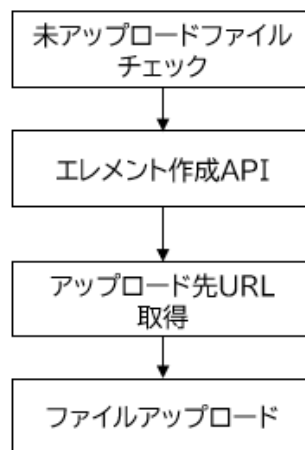 未アップロードファイル
チェック
エレメント作成API
アップロード先URL
取得
ファイルアップロード